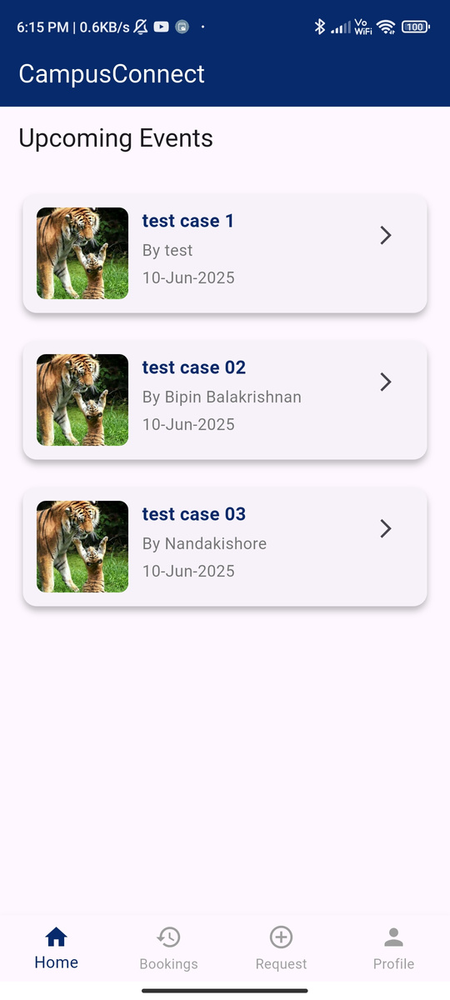 6:15 PM | 0.6KB/s
Vo
WiFi
100
CampusConnect
Upcoming Events
test case 1
By test
10-Jun-2025
test case 02
By Bipin Balakrishnan
10-Jun-2025
test case 03
By Nandakishore
10-Jun-2025
Home
Bookings
Request
Profile